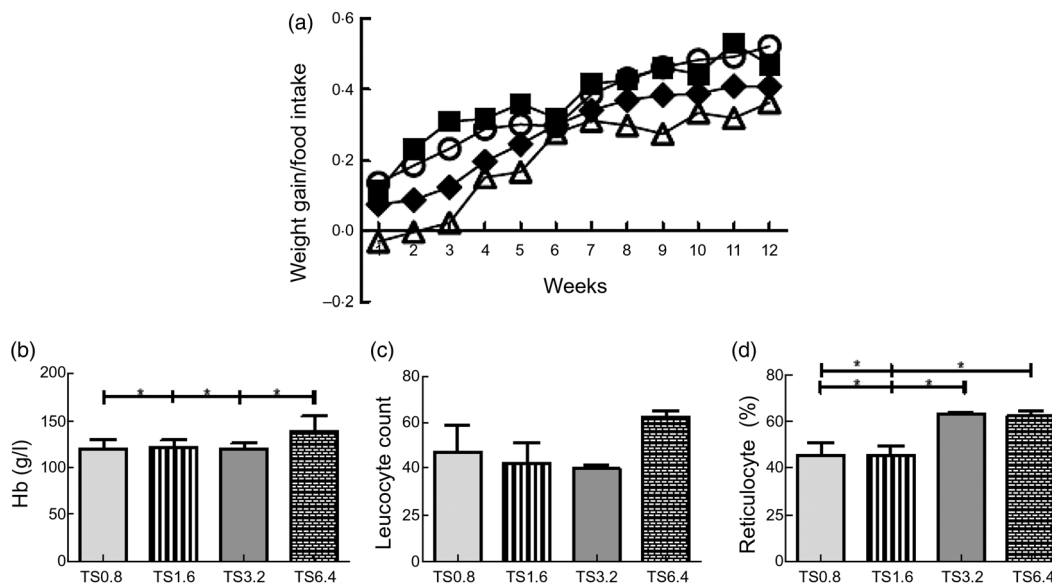 (a)
0·6
0·4
0·2
0·0
–0·2
Weight gain/food intake
1 2 3 4 5 6 7 8 9 10 11 12
Weeks
(b)
200
150
100
50
0
Hb (g/l)
* * *
TS0.8 TS1.6 TS3.2 TS6.4
(c)
80
60
40
25
0
Leucocyte count
TS0.8 TS1.6 TS3.2 TS6.4
(d)
80
60
40
25
0
Reticulocyte (%)
* *
* *
TS0.8 TS1.6 TS3.2 TS6.4